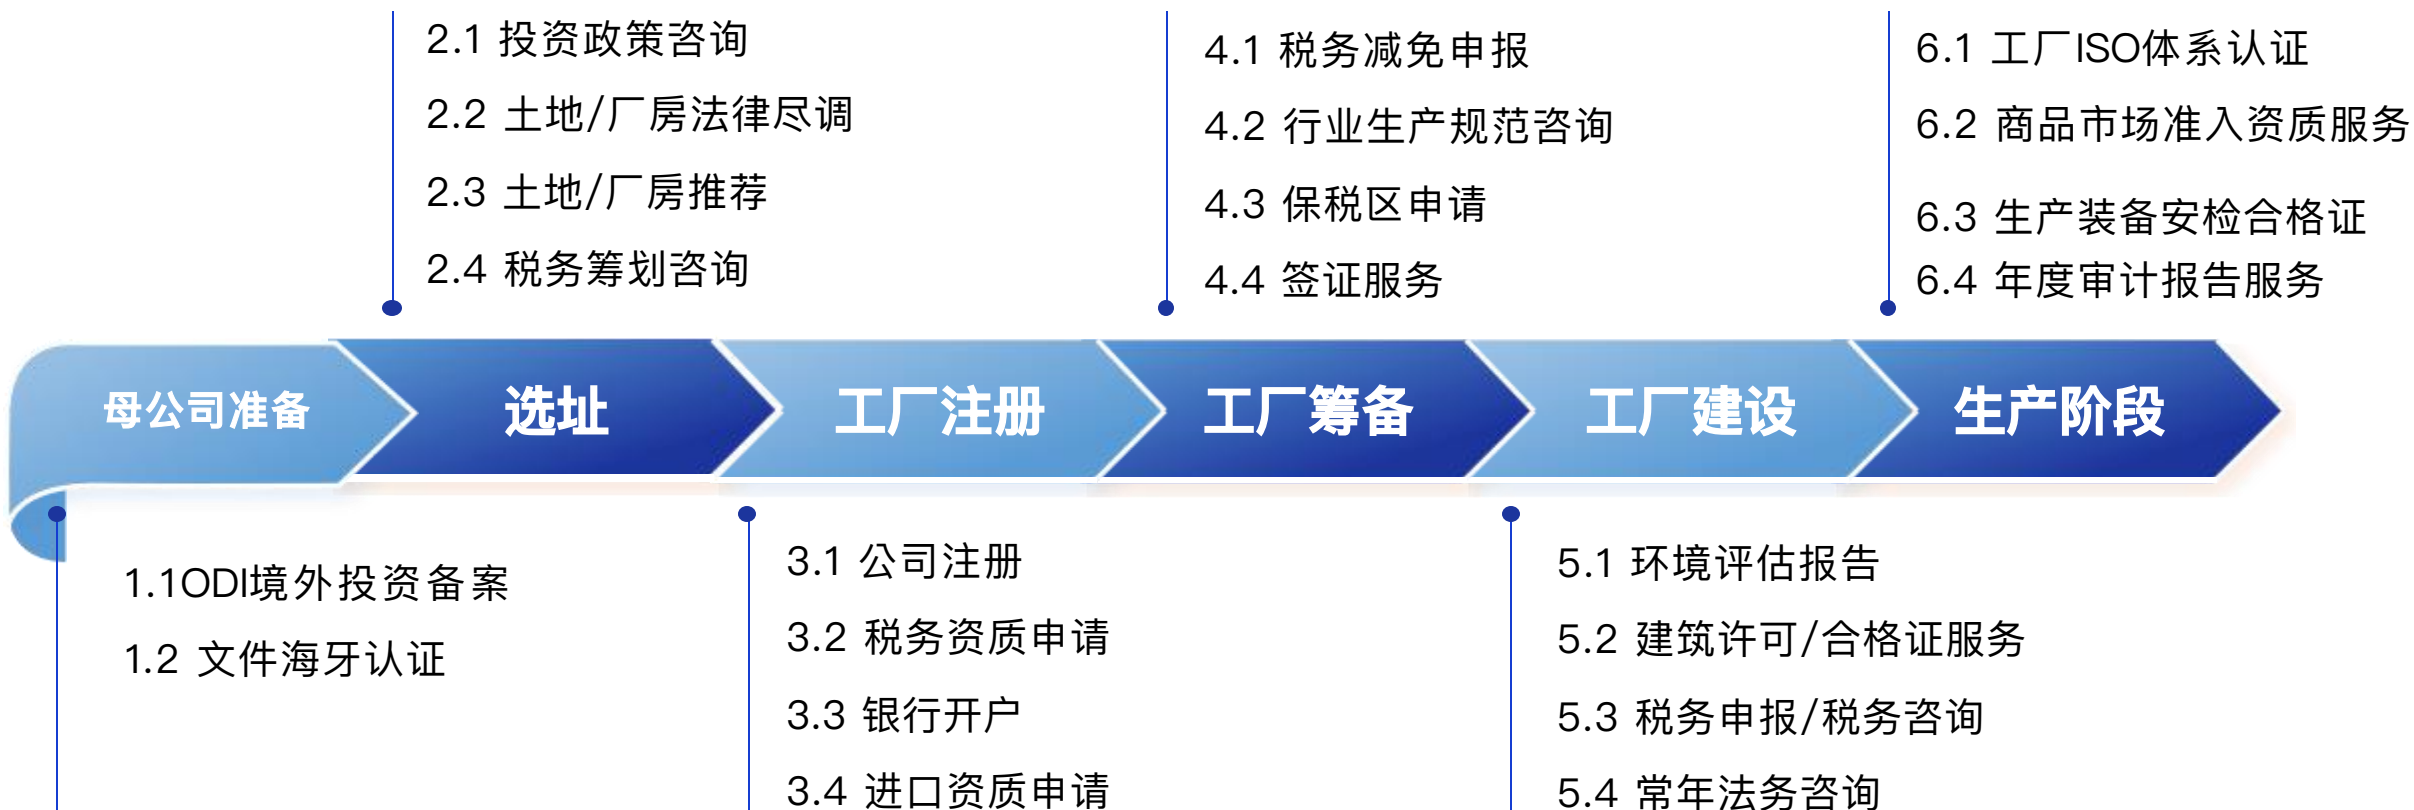 2.1 投资政策咨询
2.2 土地/厂房法律尽调
2.3 土地/厂房推荐
2.4 税务筹划咨询
4.1 税务减免申报
4.2 行业生产规范咨询
4.3 保税区申请
4.4 签证服务
6.1 工厂ISO体系认证
6.2 商品市场准入资质服务
6.3 生产装备安检合格证
6.4 年度审计报告服务
母公司准备
选址
工厂注册
工厂筹备
工厂建设
生产阶段
1.1ODI境外投资备案
1.2 文件海牙认证
3.1 公司注册
3.2 税务资质申请
3.3 银行开户
3.4 进口资质申请
5.1 环境评估报告
5.2 建筑许可/合格证服务
5.3 税务申报/税务咨询
5.4 常年法务咨询